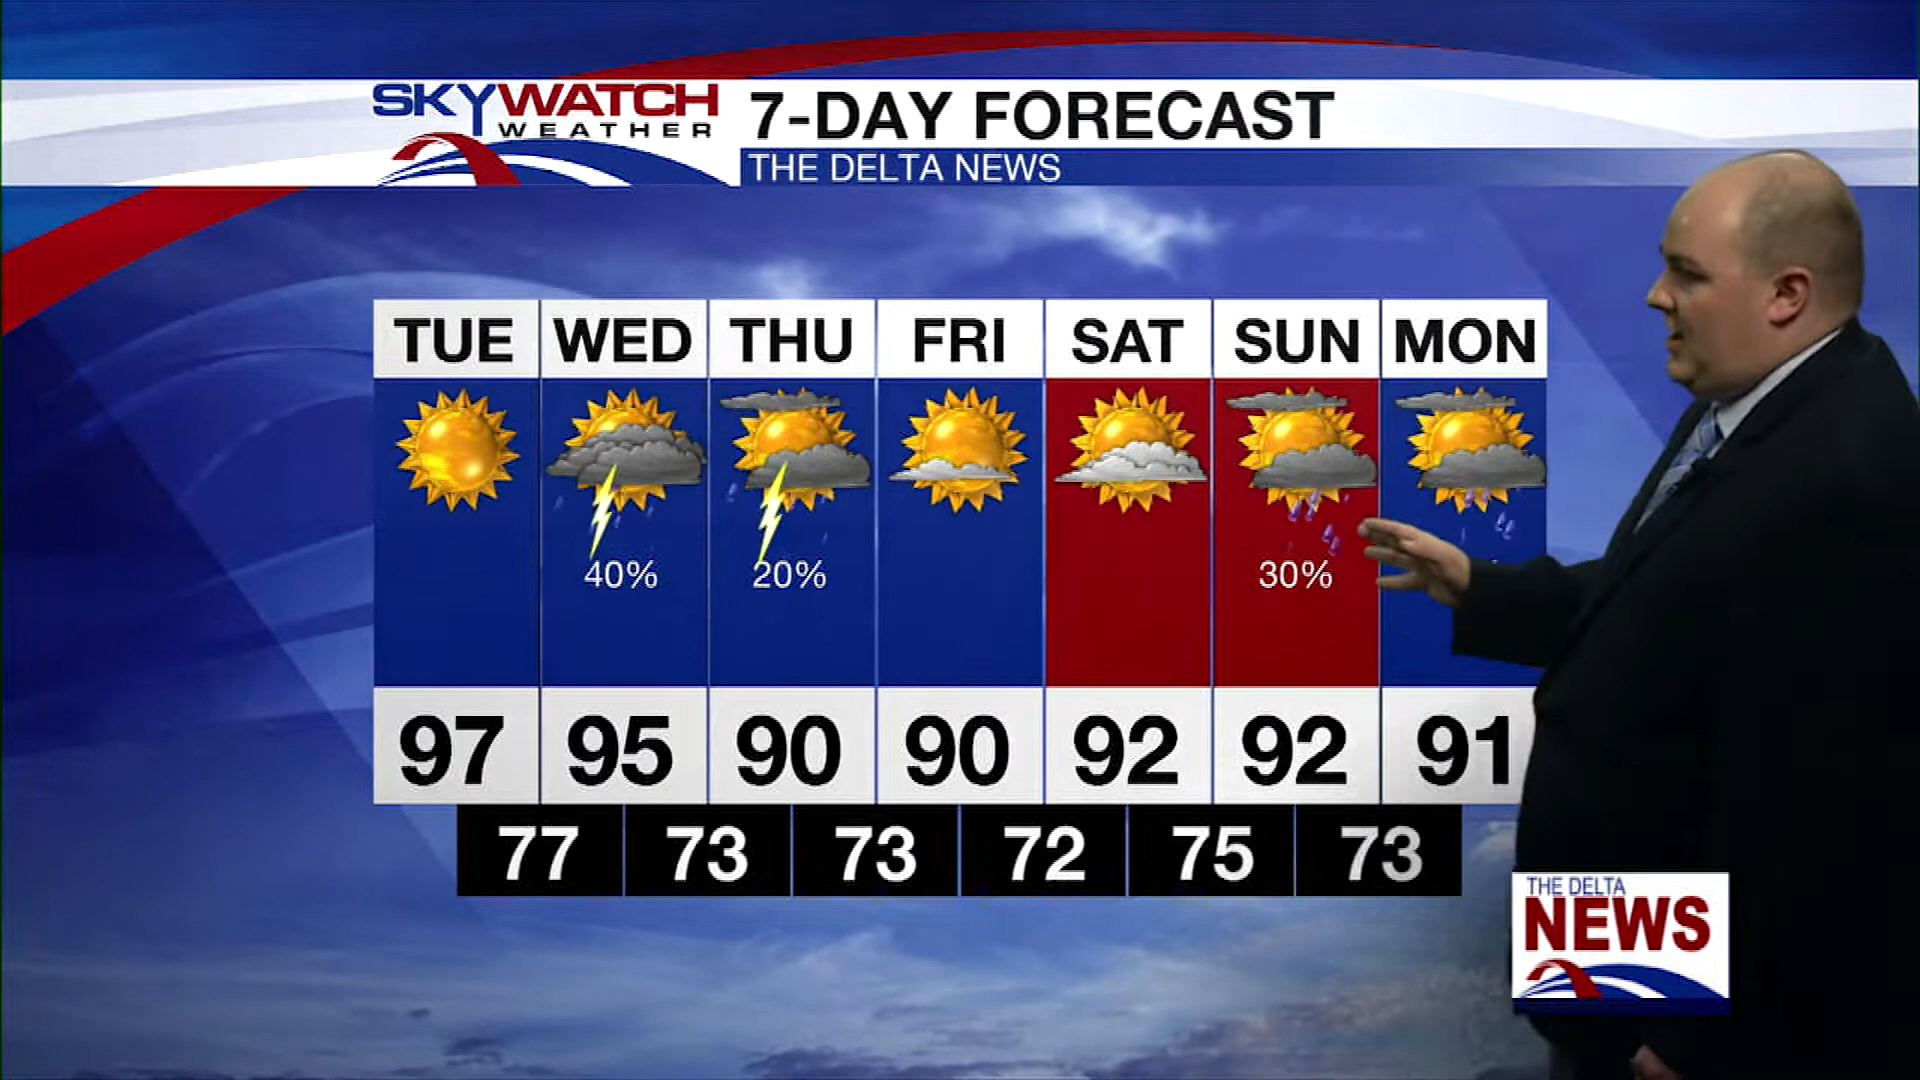 SKYWATCH
WEATHER
7-DAY FORECAST
THE DELTA NEWS
TUE WED THU FRI SAT SUN MON
40% 20% 30%
97 95 90 90 92 92 91
77 73 73 72 75 73
THE DELTA
NEWS